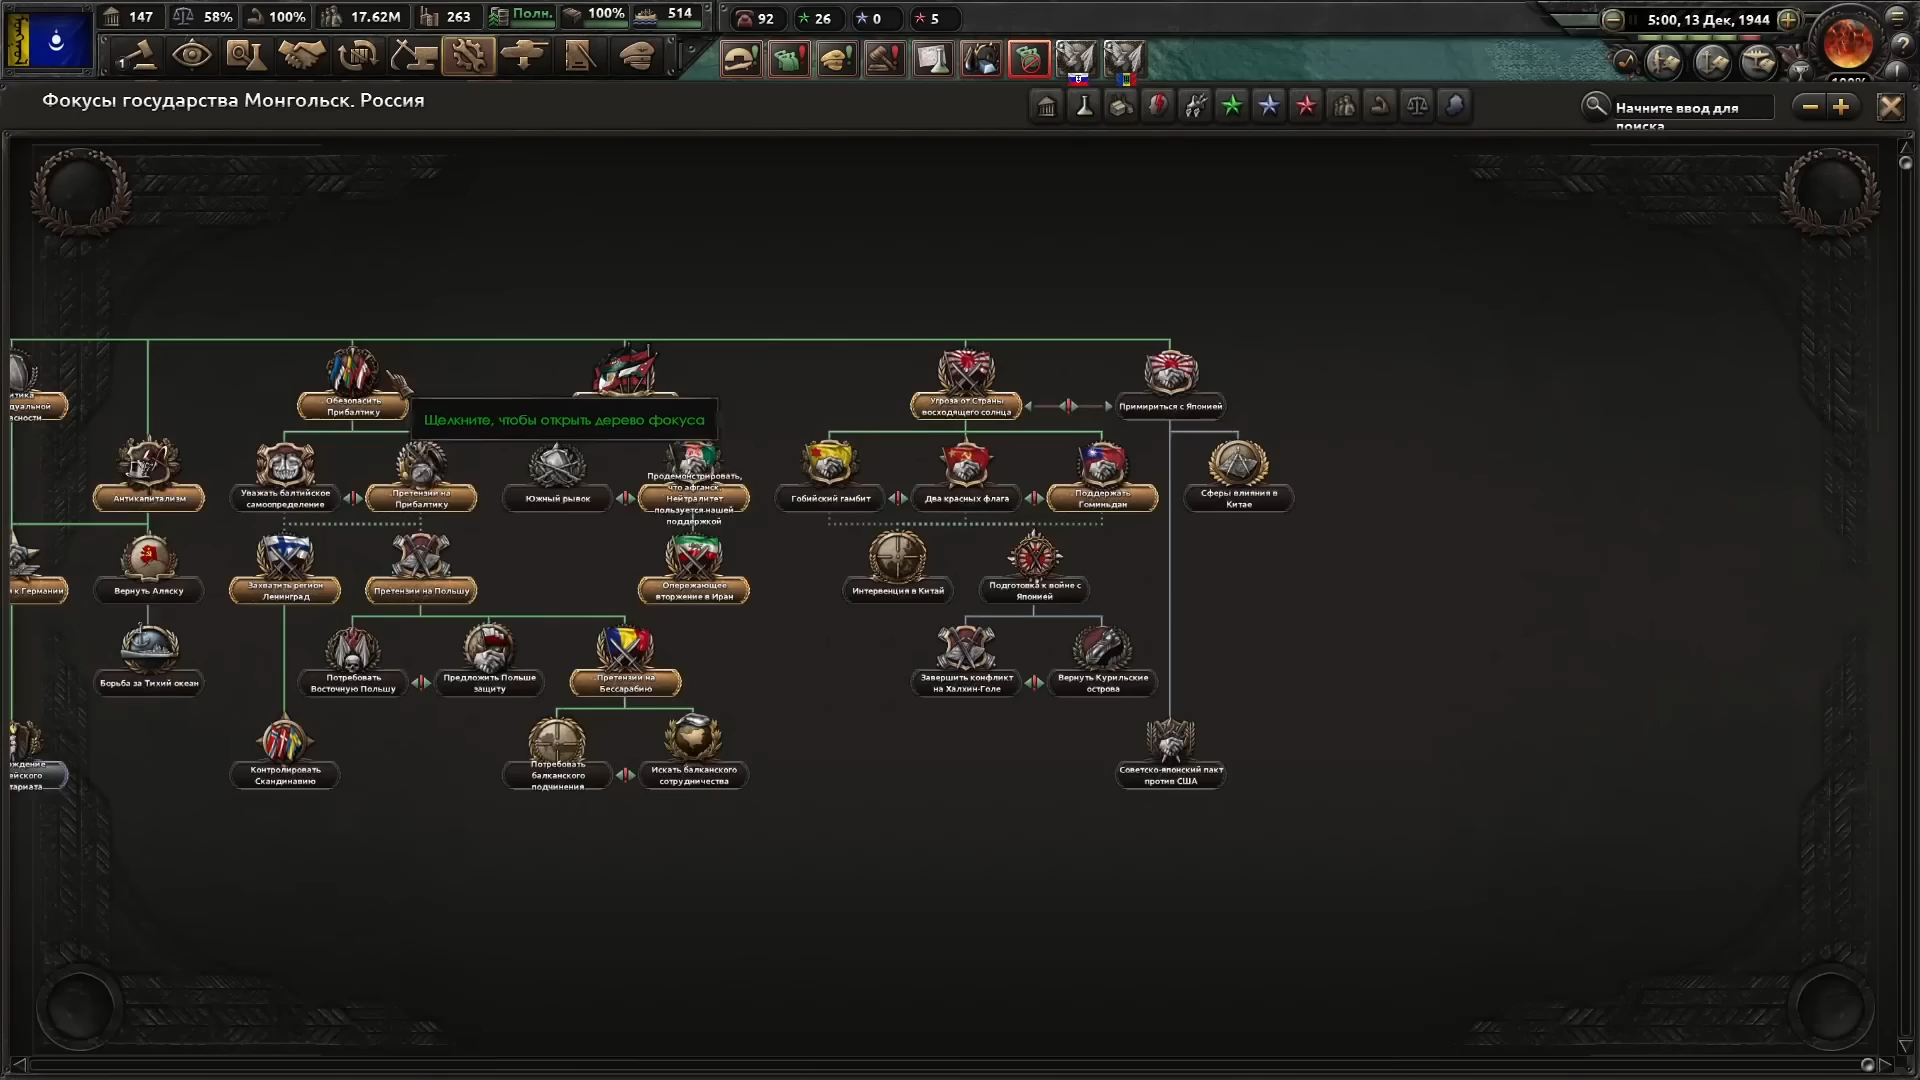 147
58%
100%
17.62M
263
Полн.
100%
514
92
26
0
5
5:00, 13 Дек, 1944
1
100%
Фокусы государства Монгольск. Россия
Начните ввод для
поиска
Обезопасить
Прибалтику
Щелкните, чтобы открыть дерево фокуса
Угроза от Страны
восходящего солнца
Примириться с Японией
Антикапитализм
Уважать балтийское
самоопределение
Претензии на
Прибалтику
Южный рывок
Продемонстрировать,
что афганск.
Нейтралитет
пользуется нашей
поддержкой
Гобийский гамбит
Два красных флага
Поддержать
Гоминьдан
Сферы влияния в
Китае
к Германии
Вернуть Аляску
Захватить регион
Ленинград
Претензии на Польшу
Опережающее
вторжение в Иран
Интервенция в Китай
Подготовка к войне с
Японией
Борьба за Тихий океан
Потребовать
Восточную Польшу
Предложить Польше
защиту
Претензии на
Бессарабию
Завершить конфликт
на Халхин-Голе
Вернуть Курильские
острова
Контролировать
Скандинавию
Потребовать
балканского
подчинения
Искать балканского
сотрудничества
Советско-японский пакт
против США